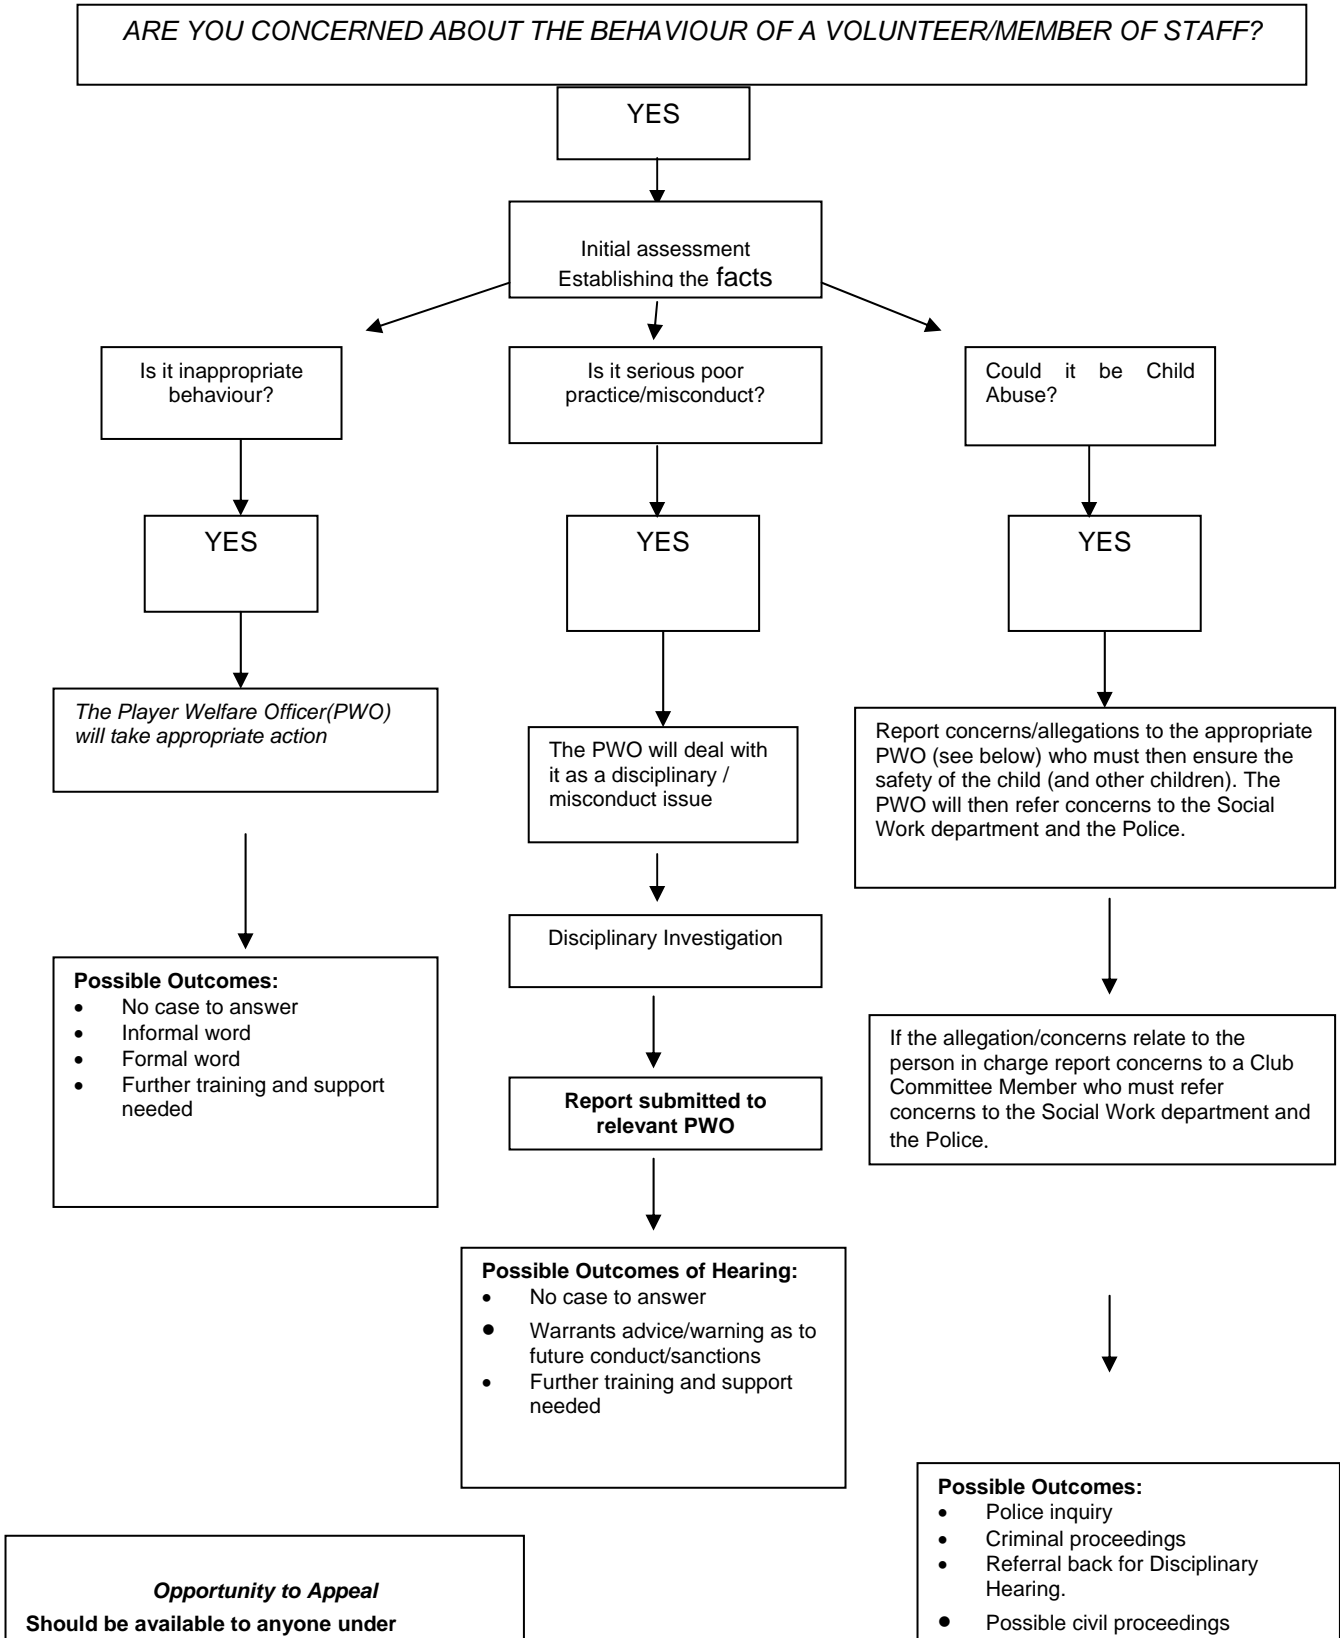 ARE YOU CONCERNED ABOUT THE BEHAVIOUR OF A VOLUNTEER/MEMBER OF STAFF?
YES
Initial assessment
Establishing the facts
Is it inappropriate
behaviour?
YES
The Player Welfare Officer(PWO)
will take appropriate action
Possible Outcomes:
• No case to answer
• Informal word
• Formal word
• Further training and support
needed
Is it serious poor
practice/misconduct?
YES
The PWO will deal with
it as a disciplinary /
misconduct issue
Disciplinary Investigation
Report submitted to
relevant PWO
Possible Outcomes of Hearing:
• No case to answer
• Warrants advice/warning as to
future conduct/sanctions
• Further training and support
needed
Could it be Child
Abuse?
YES
Report concerns/allegations to the appropriate
PWO (see below) who must then ensure the
safety of the child (and other children). The
PWO will then refer concerns to the Social
Work department and the Police.
If the allegation/concerns relate to the
person in charge report concerns to a Club
Committee Member who must refer
concerns to the Social Work department and
the Police.
Possible Outcomes:
• Police inquiry
• Criminal proceedings
• Referral back for Disciplinary
Hearing.
• Possible civil proceedings
Opportunity to Appeal
Should be available to anyone under